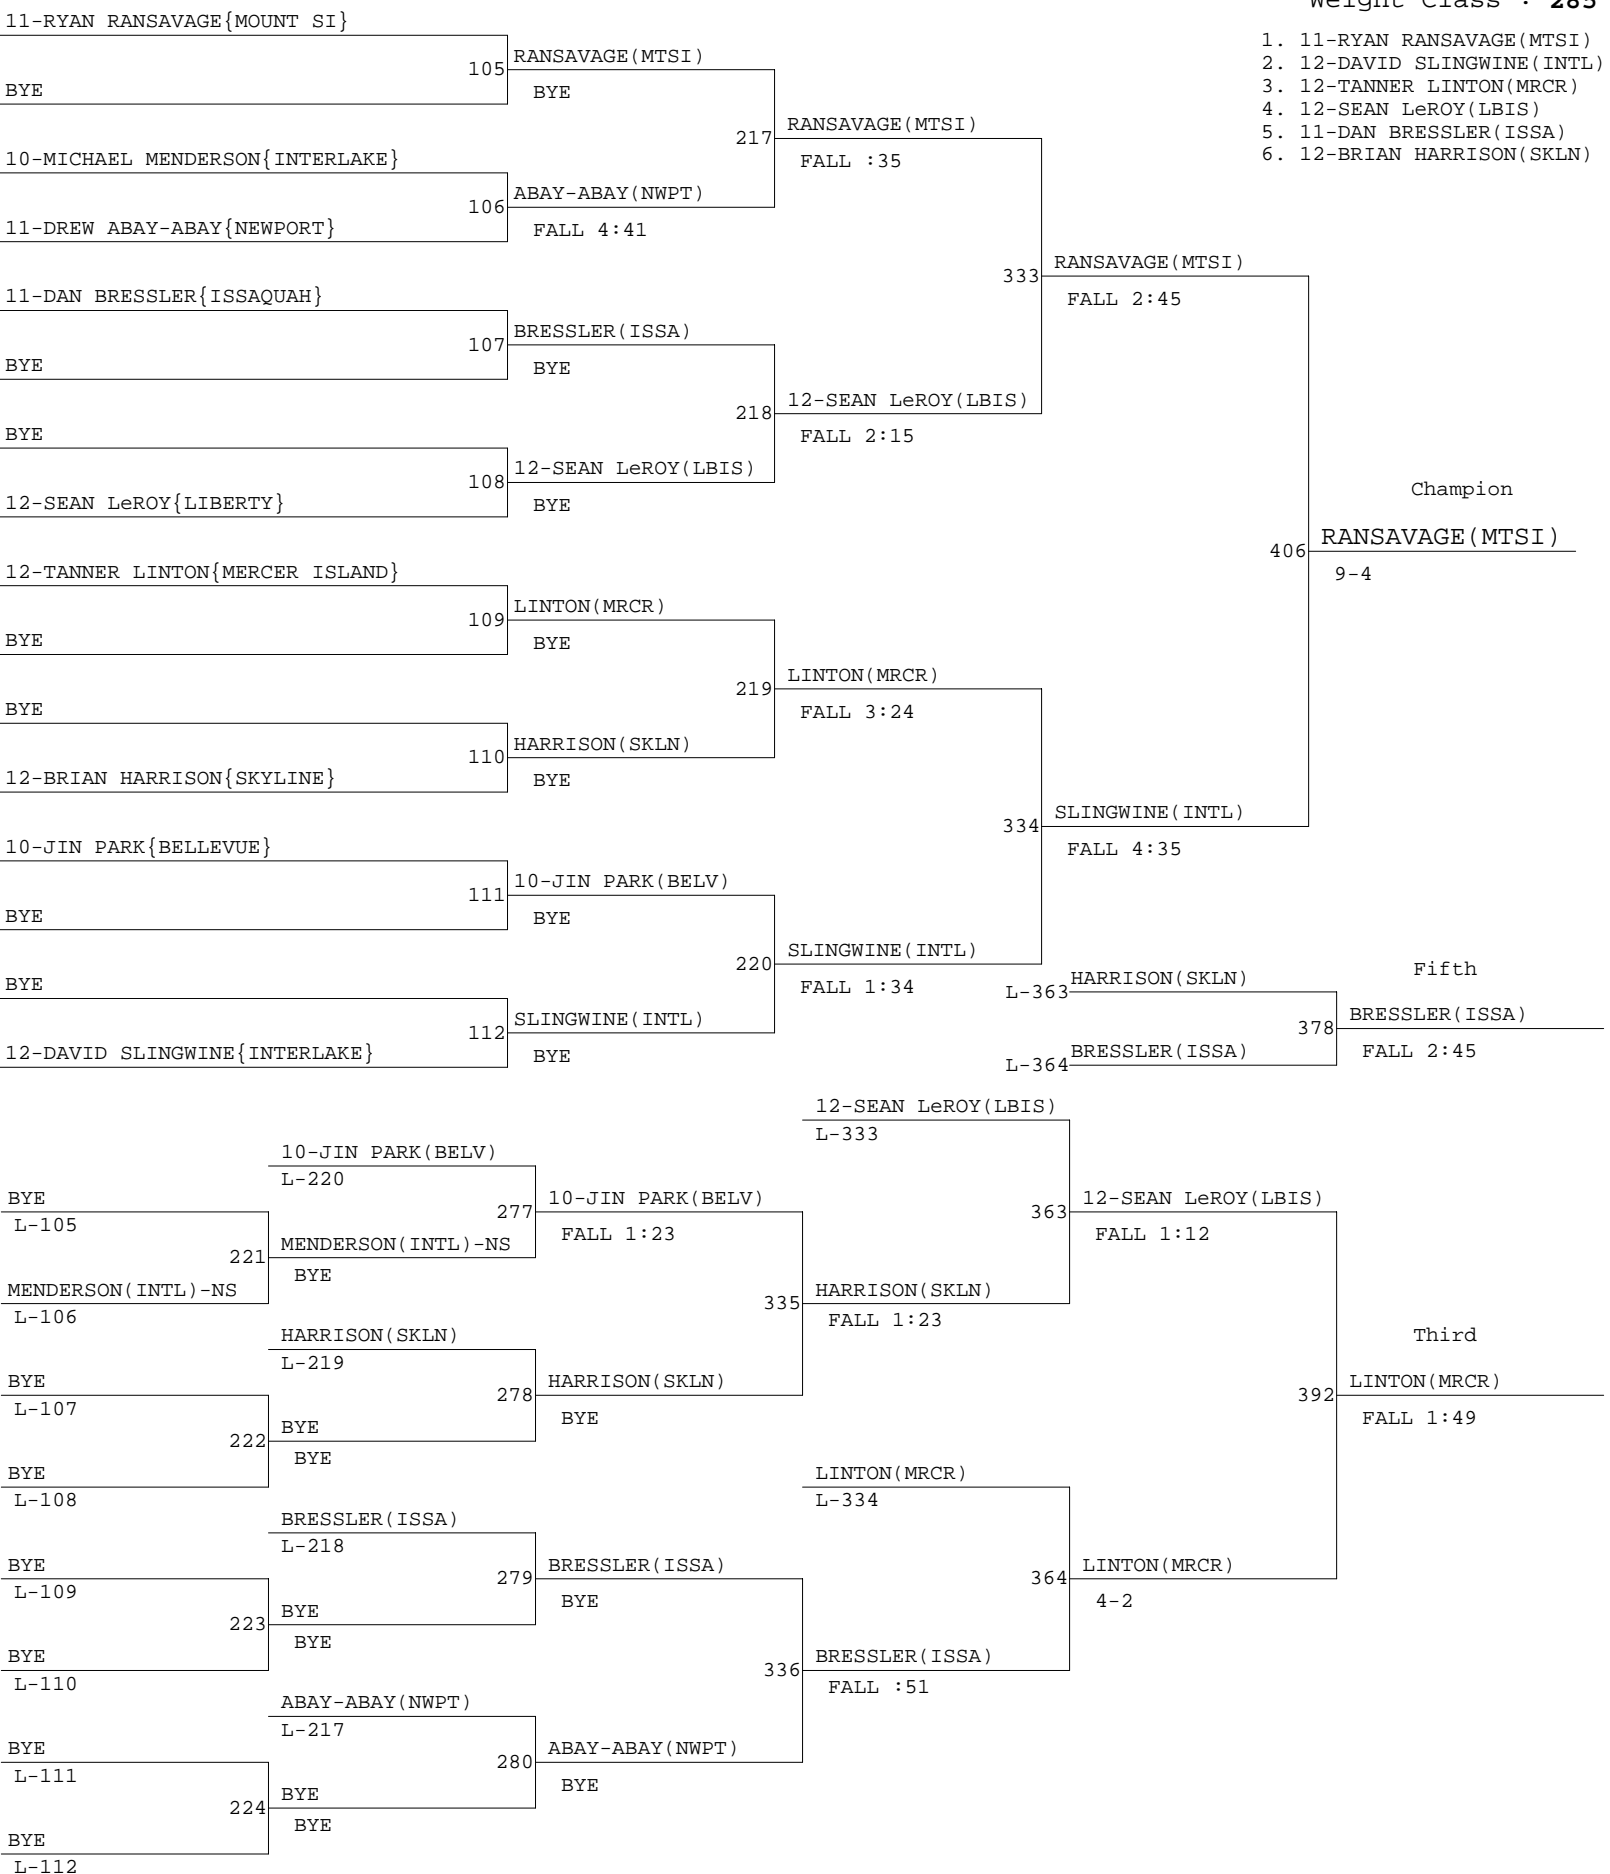 Weight Class : 285
1. 11-RYAN RANSAVAGE(MTSI)
2. 12-DAVID SLINGWINE(INTL)
3. 12-TANNER LINTON(MRCR)
4. 12-SEAN LeROY(LBIS)
5. 11-DAN BRESSLER(ISSA)
6. 12-BRIAN HARRISON(SKLN)
11-RYAN RANSAVAGE{MOUNT SI}
105
RANSAVAGE(MTSI)
BYE
BYE
217
RANSAVAGE(MTSI)
FALL :35
10-MICHAEL MENDERSON{INTERLAKE}
106
ABAY-ABAY(NWPT)
11-DREW ABAY-ABAY{NEWPORT}
FALL 4:41
333
RANSAVAGE(MTSI)
FALL 2:45
11-DAN BRESSLER{ISSAQUAH}
107
BRESSLER(ISSA)
BYE
BYE
218
12-SEAN LeROY(LBIS)
FALL 2:15
BYE
108
12-SEAN LeROY(LBIS)
12-SEAN LeROY{LIBERTY}
BYE
Champion
406
RANSAVAGE(MTSI)
9-4
12-TANNER LINTON{MERCER ISLAND}
109
LINTON(MRCR)
BYE
BYE
219
LINTON(MRCR)
FALL 3:24
BYE
110
HARRISON(SKLN)
12-BRIAN HARRISON{SKYLINE}
BYE
334
SLINGWINE(INTL)
FALL 4:35
10-JIN PARK{BELLEVUE}
111
10-JIN PARK(BELV)
BYE
BYE
220
SLINGWINE(INTL)
FALL 1:34
BYE
112
SLINGWINE(INTL)
12-DAVID SLINGWINE{INTERLAKE}
BYE
Fifth
L-363
HARRISON(SKLN)
378
BRESSLER(ISSA)
L-364
BRESSLER(ISSA)
FALL 2:45
12-SEAN LeROY(LBIS)
L-333
10-JIN PARK(BELV)
L-220
BYE
L-105
277
10-JIN PARK(BELV)
FALL 1:23
363
12-SEAN LeROY(LBIS)
FALL 1:12
221
MENDERSON(INTL)-NS
BYE
MENDERSON(INTL)-NS
L-106
335
HARRISON(SKLN)
FALL 1:23
HARRISON(SKLN)
L-219
Third
BYE
L-107
278
HARRISON(SKLN)
BYE
392
LINTON(MRCR)
FALL 1:49
222
BYE
BYE
BYE
L-108
LINTON(MRCR)
L-334
BRESSLER(ISSA)
L-218
BYE
L-109
279
BRESSLER(ISSA)
BYE
364
LINTON(MRCR)
4-2
223
BYE
BYE
BYE
L-110
336
BRESSLER(ISSA)
FALL :51
ABAY-ABAY(NWPT)
L-217
BYE
L-111
280
ABAY-ABAY(NWPT)
BYE
224
BYE
BYE
BYE
L-112